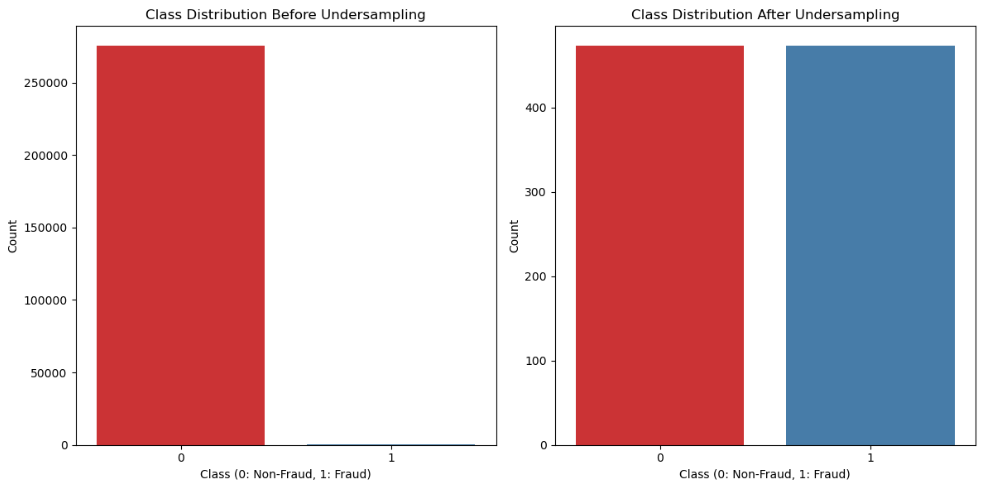 Class Distribution Before Undersampling
250000
200000
150000
100000
50000
0
Count
0 1
Class (0: Non-Fraud, 1: Fraud)
Class Distribution After Undersampling
400
300
200
100
0
Count
0 1
Class (0: Non-Fraud, 1: Fraud)